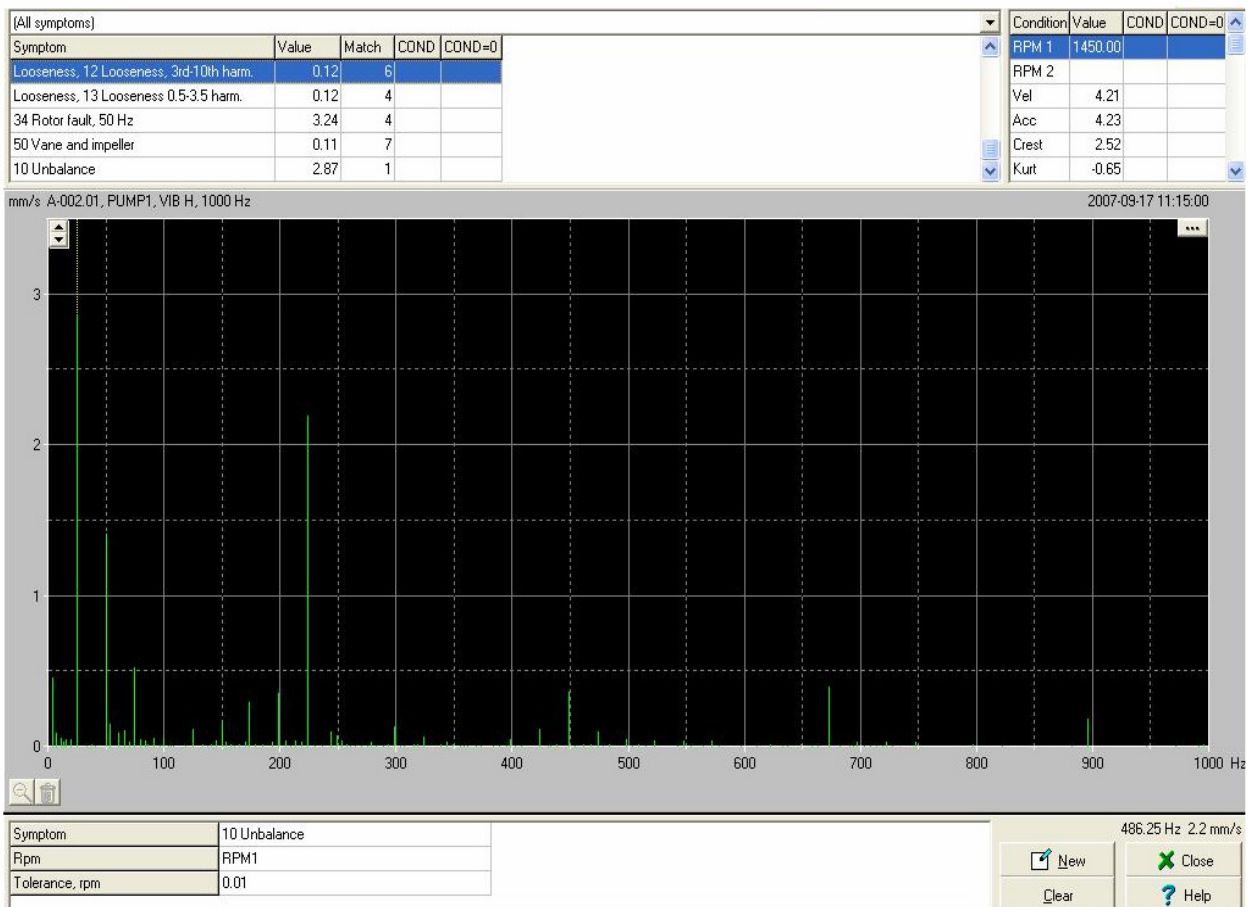 (All symptoms)
Symptom Value Match COND COND=0
Looseness, 12 Looseness, 3rd-10th harm. 0.12 6
Looseness, 13 Looseness 0.5-3.5 harm. 0.12 4
34 Rotor fault, 50 Hz 3.24 4
50 Vane and impeller 0.11 7
10 Unbalance 2.87 1
Condition Value COND COND=0
RPM 1 1450.00
RPM 2
Vel 4.21
Acc 4.23
Crest 2.52
Kurt -0.65
mm/s A-002.01, PUMP1, VIB H, 1000 Hz 2007-09-17 11:15:00
...
3
2
1
0
0 100 200 300 400 500 600 700 800 900 1000 Hz
Symptom 10 Unbalance
Rpm RPM1
Tolerance, rpm 0.01
486.25 Hz 2.2 mm/s
New Close
Clear Help